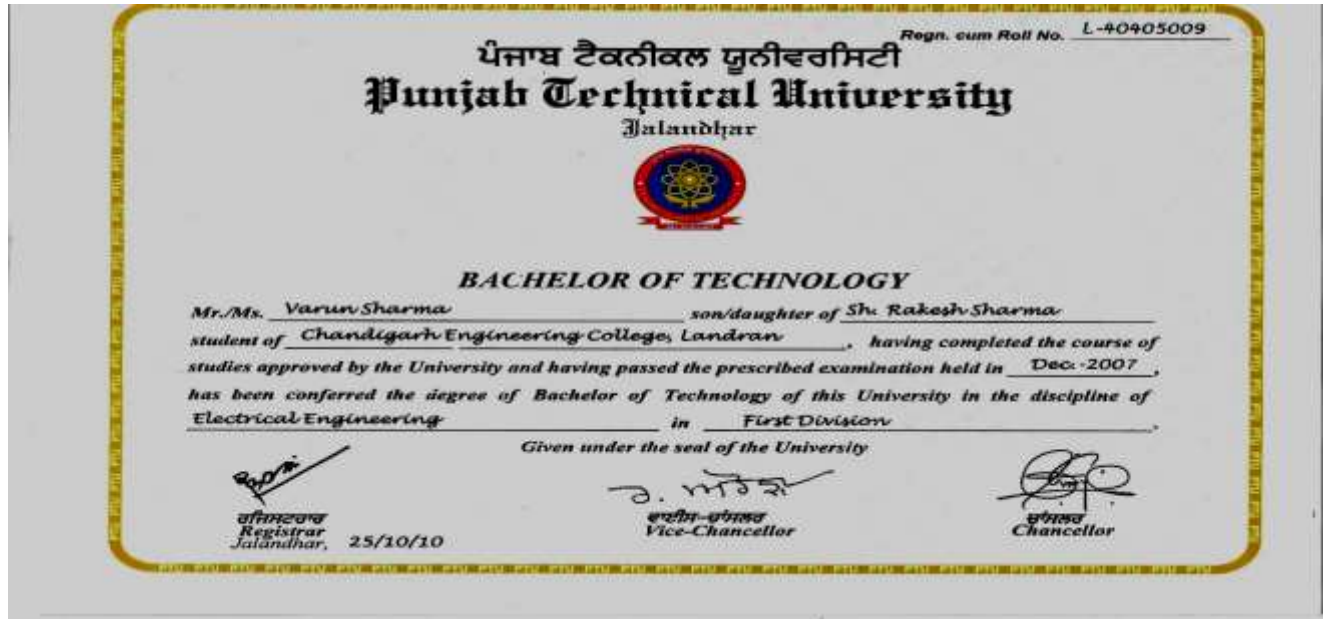 Regn. cum Roll No. L-40405009
ਪੰਜਾਬ ਟੈਕਨੀਕਲ ਯੂਨੀਵਰਸਿਟੀ
Punjab Technical University
Jalandhar
BACHELOR OF TECHNOLOGY
Mr./Ms. Varun Sharma son/daughter of Sh. Rakesh Sharma
student of Chandigarh Engineering College, Landran, having completed the course of
studies approved by the University and having passed the prescribed examination held in Dec.-2007,
has been conferred the degree of Bachelor of Technology of this University in the discipline of
Electrical Engineering in First Division.
Given under the seal of the University
ਰਜਿਸਟਰਾਰ
Registrar
Jalandhar, 25/10/10
ਵਾਈਸ-ਚਾਂਸਲਰ
Vice-Chancellor
ਚਾਂਸਲਰ
Chancellor